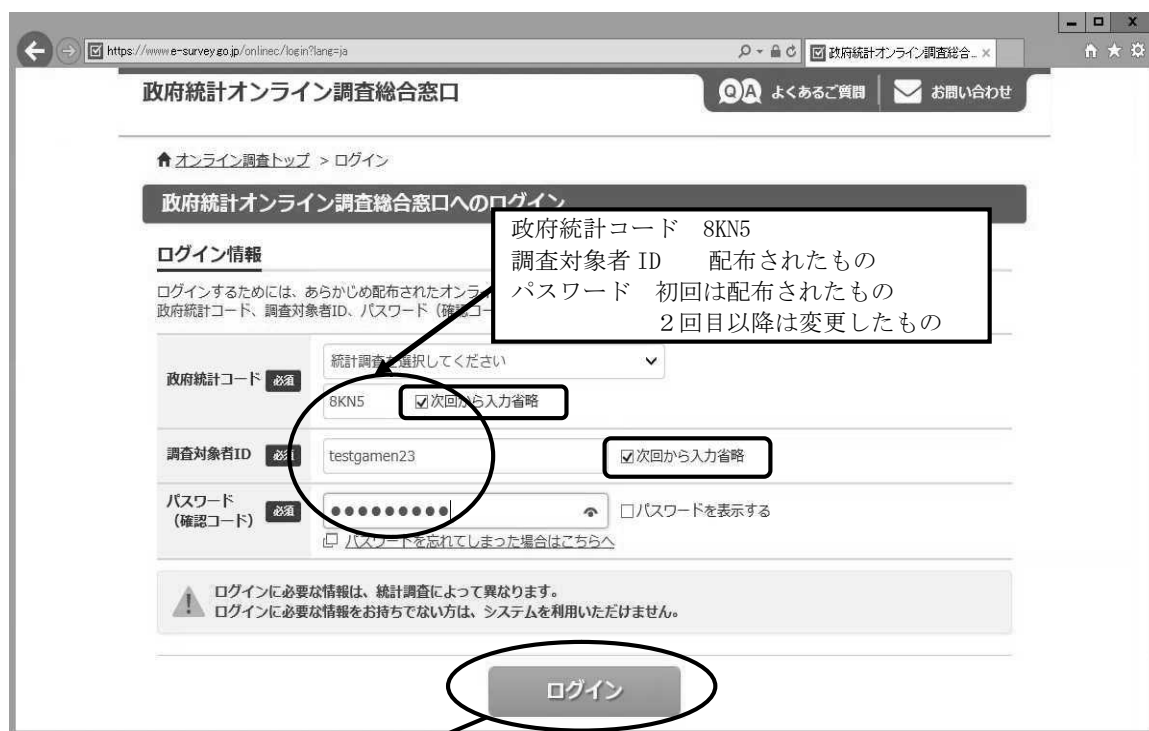 https://www.e-survey.go.jp/onlinec/login?lang=ja
政府統計オンライン調査総合…
政府統計オンライン調査総合窓口
QA よくあるご質問
お問い合わせ
オンライン調査トップ > ログイン
政府統計オンライン調査総合窓口へのログイン
政府統計コード 8KN5
調査対象者 ID 配布されたもの
パスワード 初回は配布されたもの
２回目以降は変更したもの
ログイン情報
ログインするためには、あらかじめ配布されたオンラ
政府統計コード、調査対象者ID、パスワード（確認コー
政府統計コード 必須
統計調査を選択してください
8KN5 次回から入力省略
調査対象者ID 必須 testgamen23 次回から入力省略
パスワード
（確認コード） 必須
パスワードを表示する
パスワードを忘れてしまった場合はこちらへ
ログインに必要な情報は、統計調査によって異なります。
ログインに必要な情報をお持ちでない方は、システムを利用いただけません。
ログイン